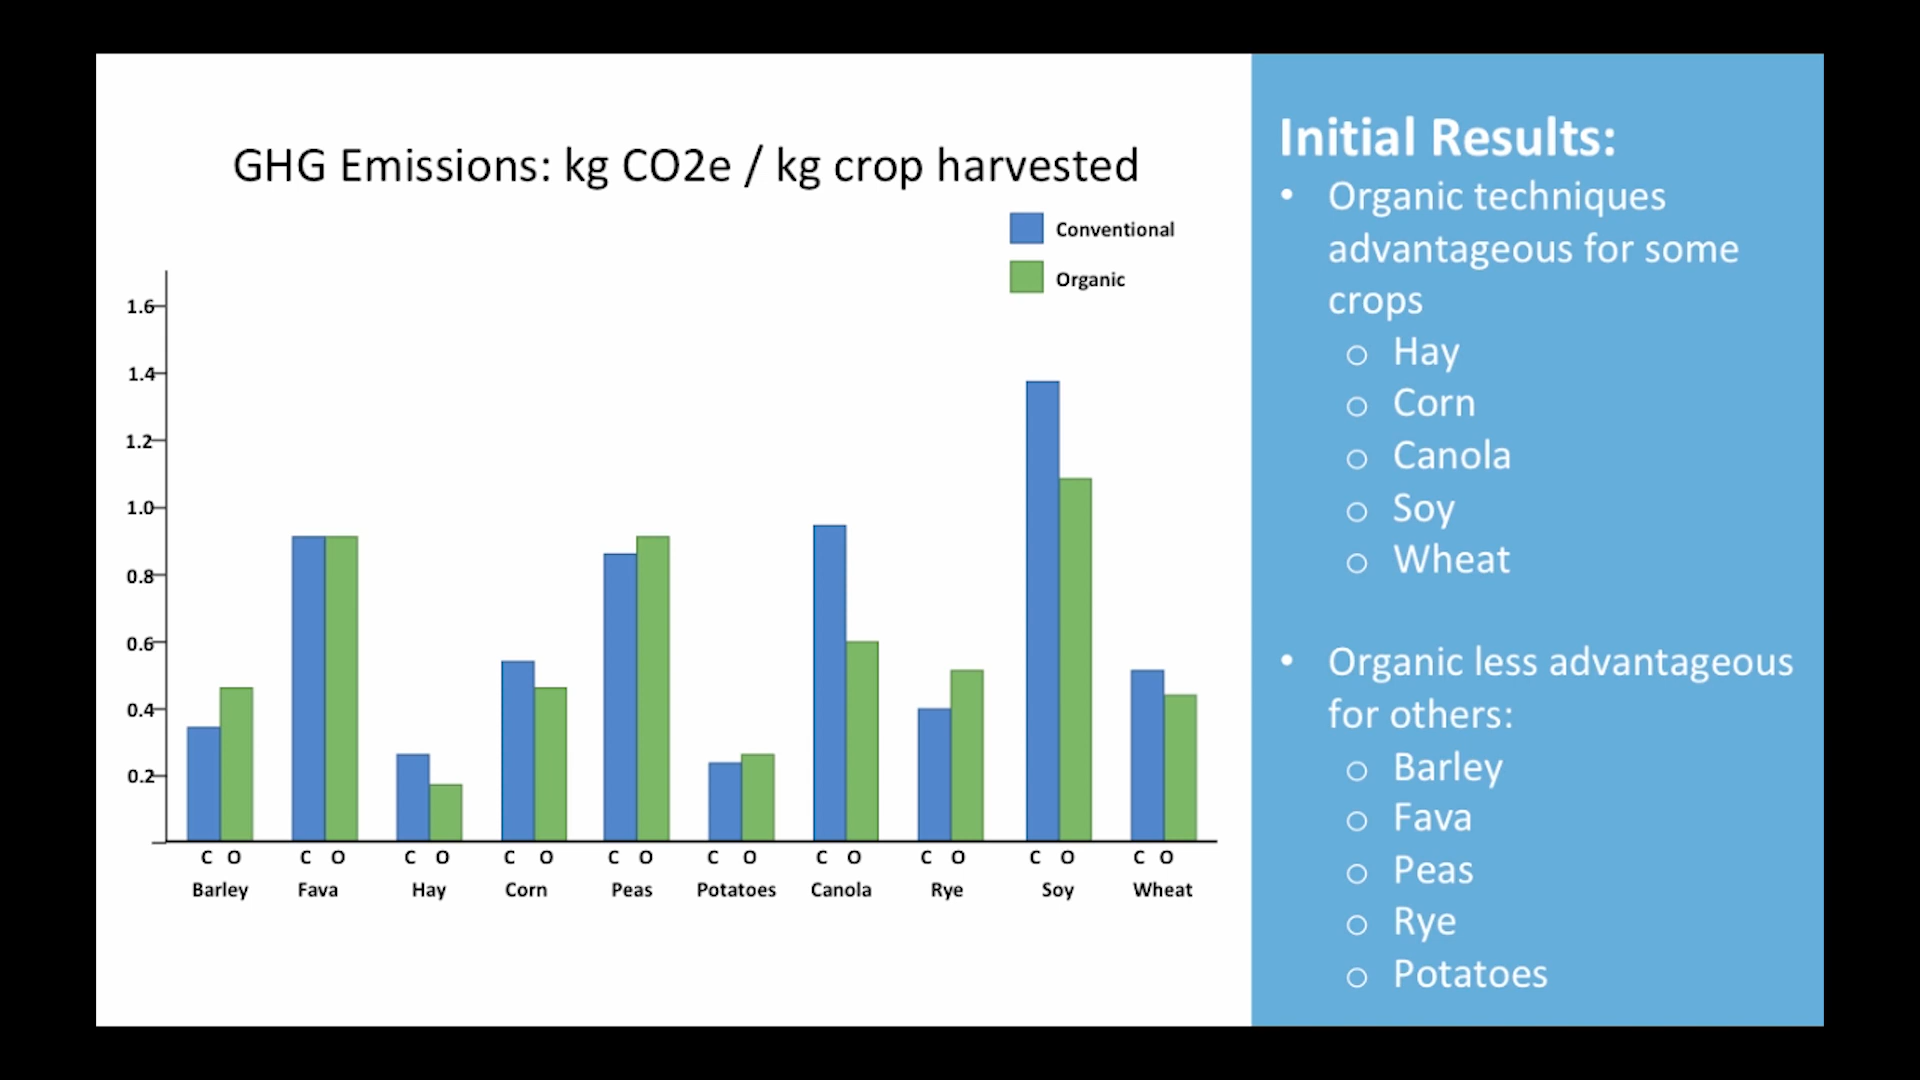 GHG Emissions: kg CO2e / kg crop harvested
Conventional
Organic
1.6
1.4
1.2
1.0
0.8
0.6
0.4
0.2
C O C O C O C O C O C O C O C O C O C O
Barley Fava Hay Corn Peas Potatoes Canola Rye Soy Wheat
Initial Results:
• Organic techniques
advantageous for some
crops
o Hay
o Corn
o Canola
o Soy
o Wheat
• Organic less advantageous
for others:
o Barley
o Fava
o Peas
o Rye
o Potatoes